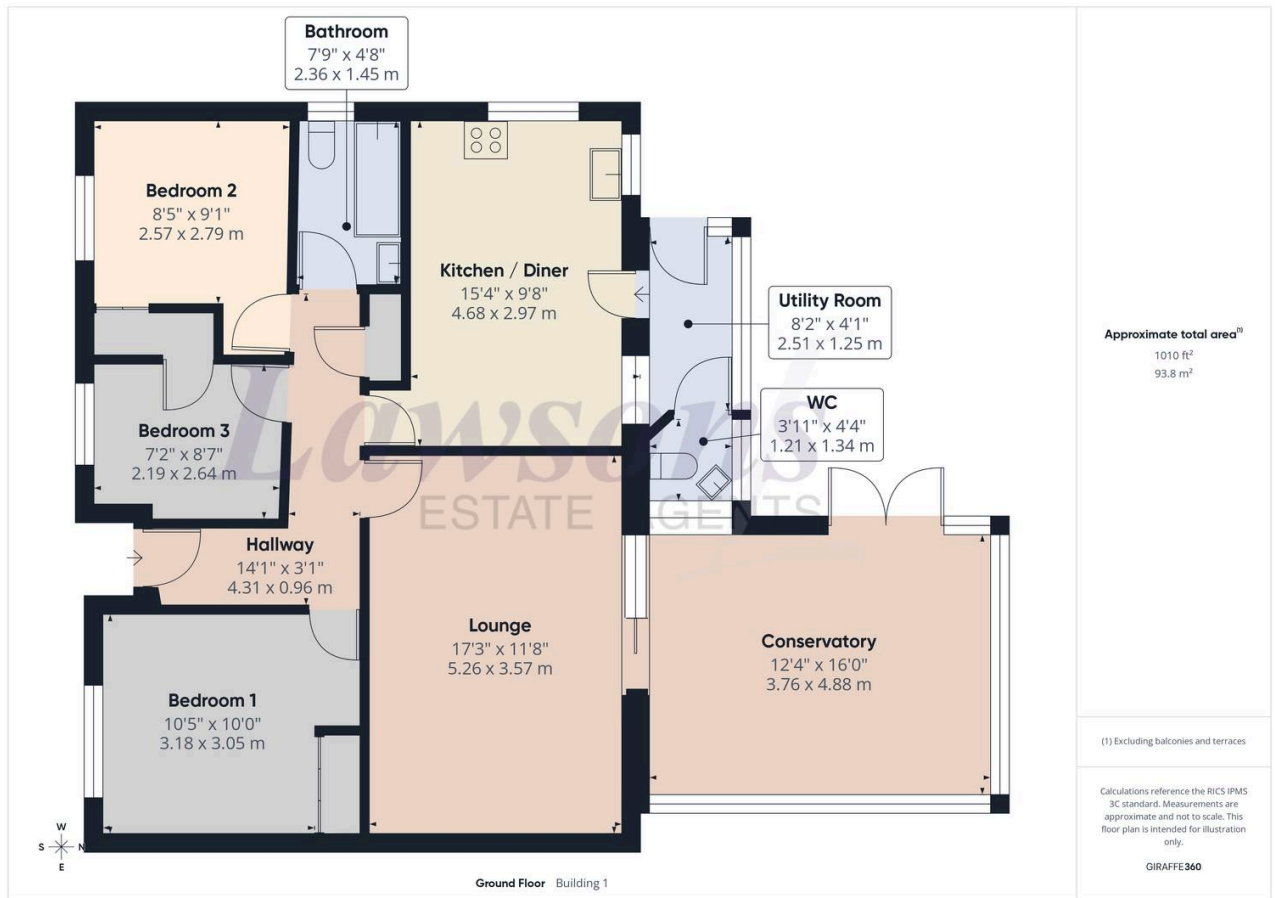 Bathroom
7'9" x 4'8"
2.36 x 1.45 m
Bedroom 2
8'5" x 9'1"
2.57 x 2.79 m
Kitchen / Diner
15'4" x 9'8"
4.68 x 2.97 m
Utility Room
8'2" x 4'1"
2.51 x 1.25 m
WC
3'11" x 4'4"
1.21 x 1.34 m
Bedroom 3
7'2" x 8'7"
2.19 x 2.64 m
Lawsons
ESTATE AGENTS
Hallway
14'1" x 3'1"
4.31 x 0.96 m
Lounge
17'3" x 11'8"
5.26 x 3.57 m
Conservatory
12'4" x 16'0"
3.76 x 4.88 m
Bedroom 1
10'5" x 10'0"
3.18 x 3.05 m
W
S N
E
Ground Floor Building 1
Approximate total area(1)
1010 ft²
93.8 m²
(1) Excluding balconies and terraces
Calculations reference the RICS IPMS
3C standard. Measurements are
approximate and not to scale. This
floor plan is intended for illustration
only.
GIRAFFE360